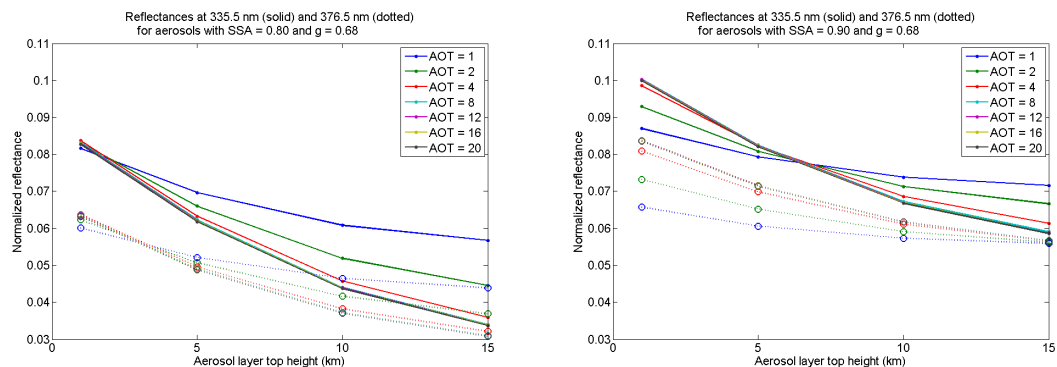 Reflectances at 335.5 nm (solid) and 376.5 nm (dotted)
for aerosols with SSA = 0.80 and g = 0.68
0.11
0.1
0.09
0.08
0.07
0.06
0.05
0.04
0.03
Normalized reflectance
AOT = 1
AOT = 2
AOT = 4
AOT = 8
AOT = 12
AOT = 16
AOT = 20
0
5
10
15
Aerosol layer top height (km)
Reflectances at 335.5 nm (solid) and 376.5 nm (dotted)
for aerosols with SSA = 0.90 and g = 0.68
0.11
0.1
0.09
0.08
0.07
0.06
0.05
0.04
0.03
Normalized reflectance
AOT = 1
AOT = 2
AOT = 4
AOT = 8
AOT = 12
AOT = 16
AOT = 20
0
5
10
15
Aerosol layer top height (km)